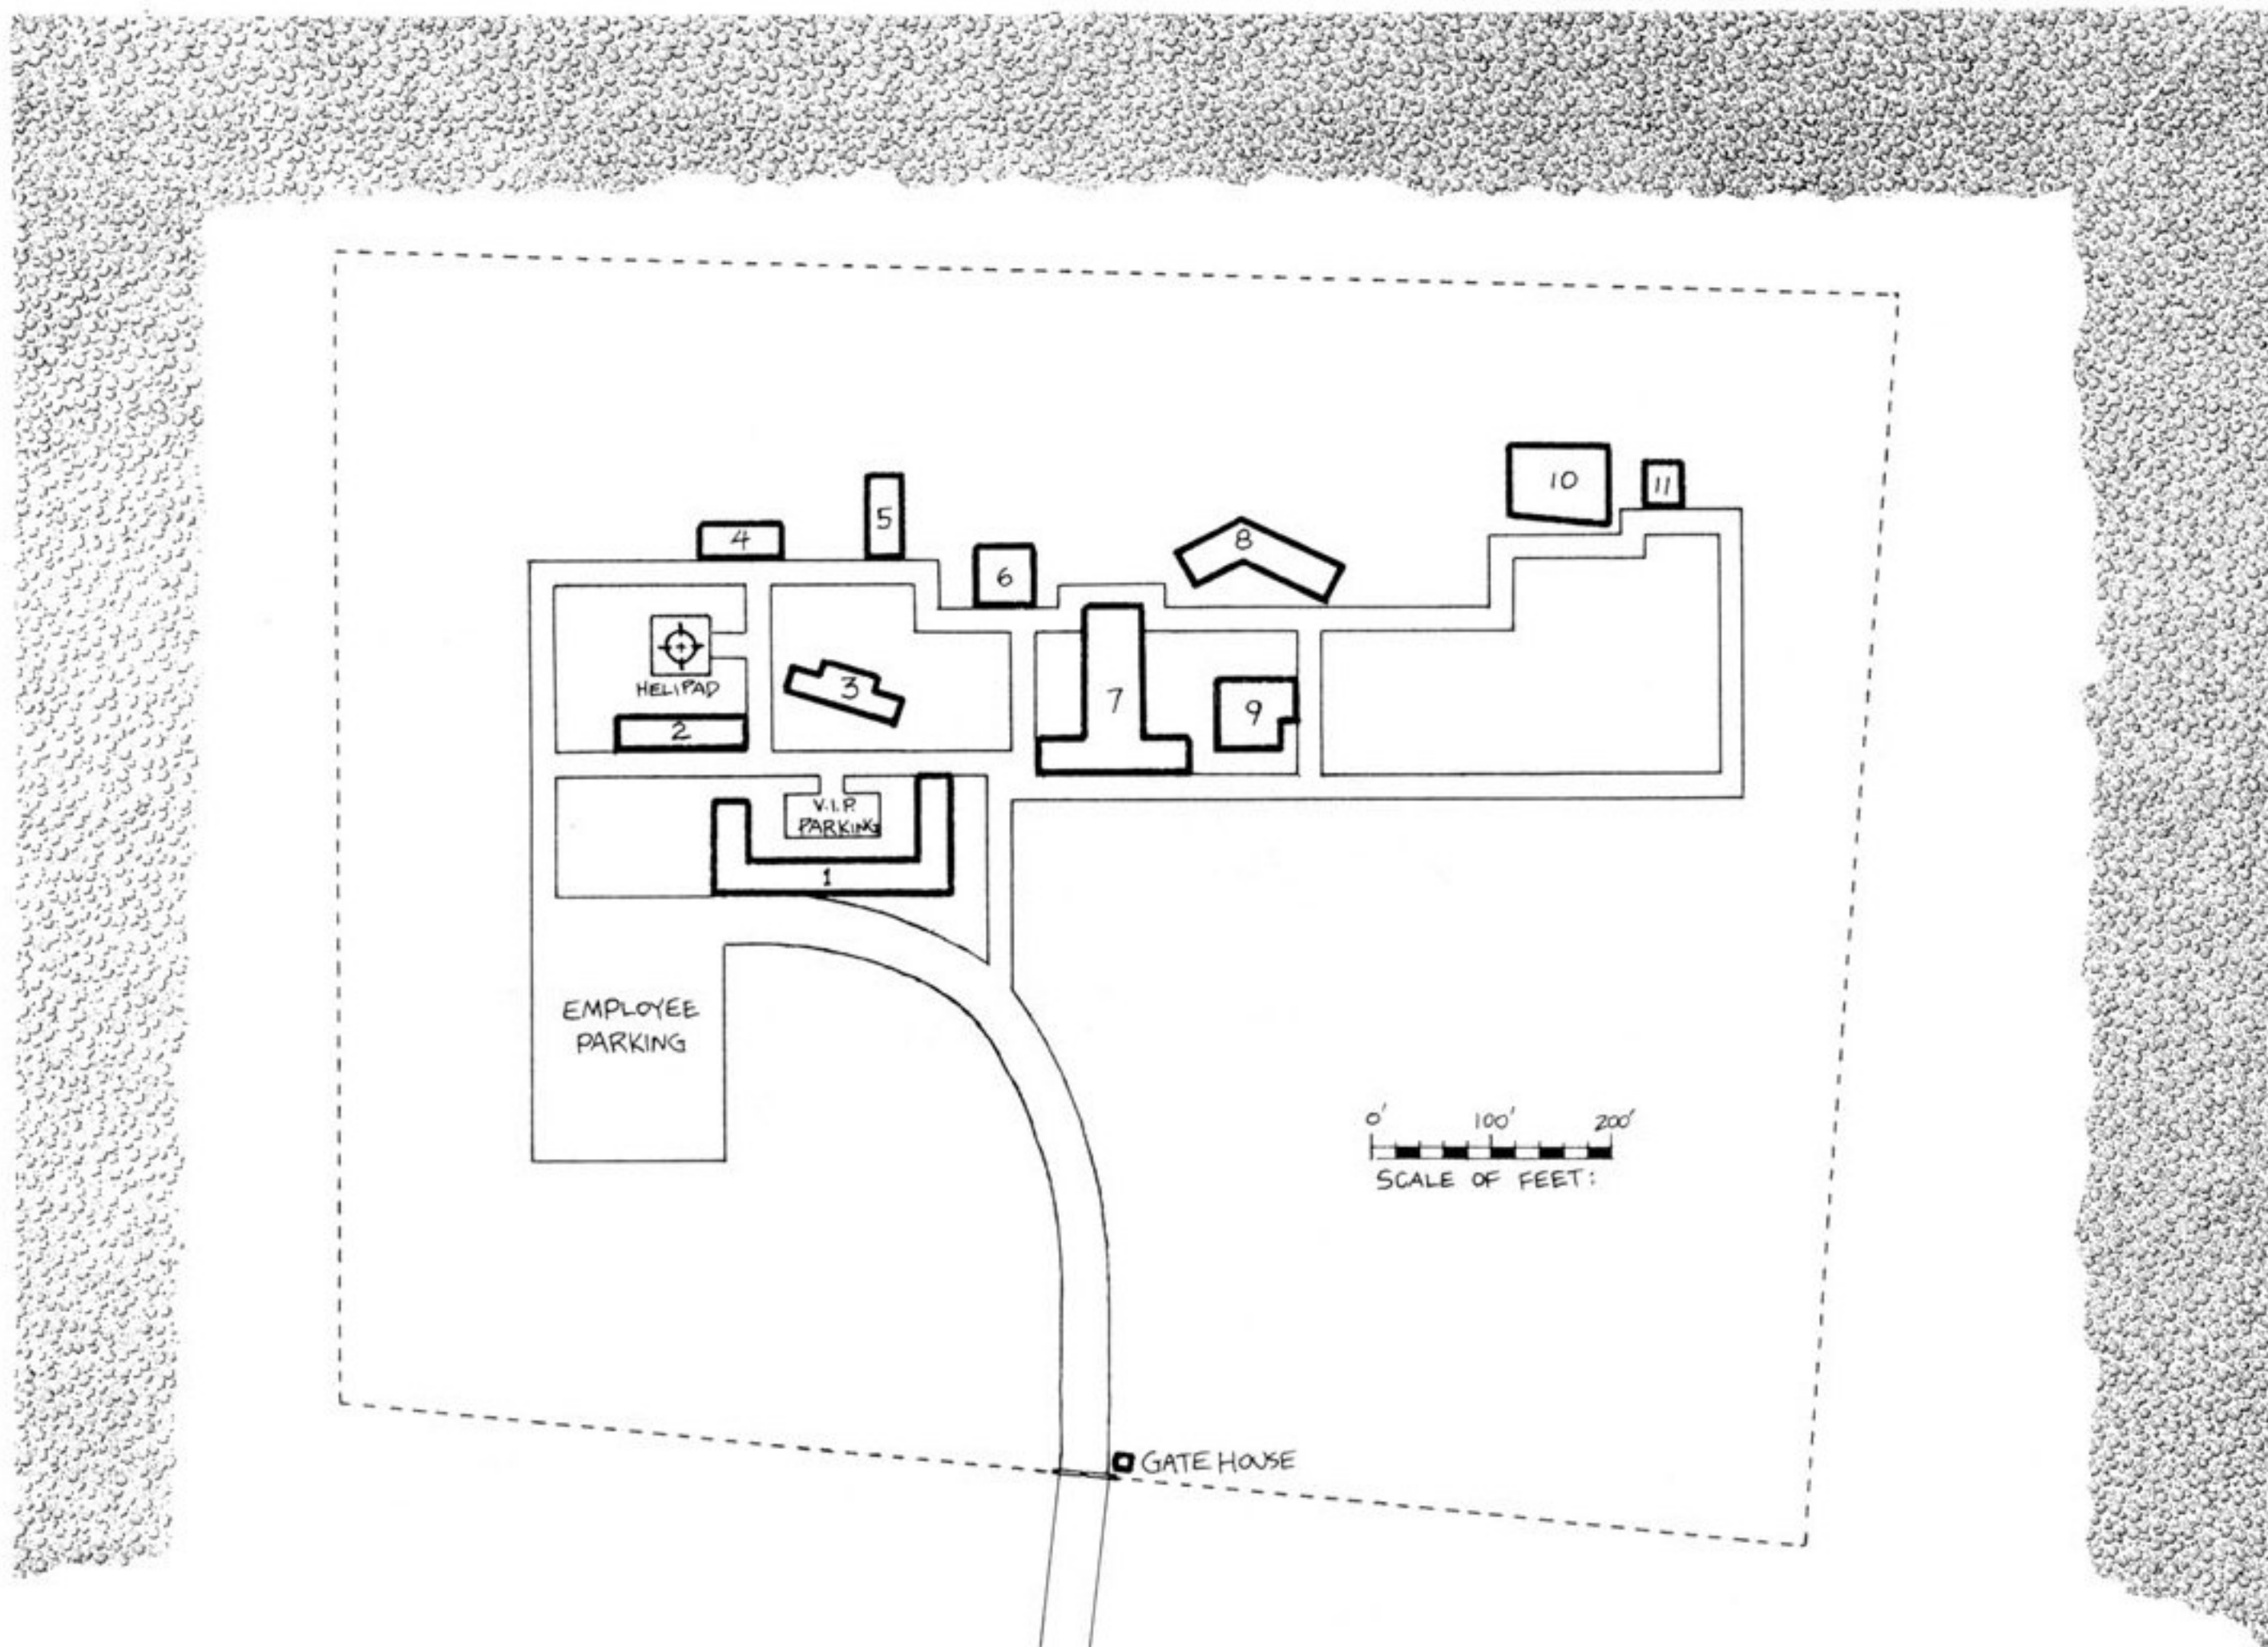 10
11
5
4
8
6
HELIPAD
3
7
9
2
V.I.P.
PARKING
1
EMPLOYEE
PARKING
0' 100' 200'
SCALE OF FEET:
GATE HOUSE